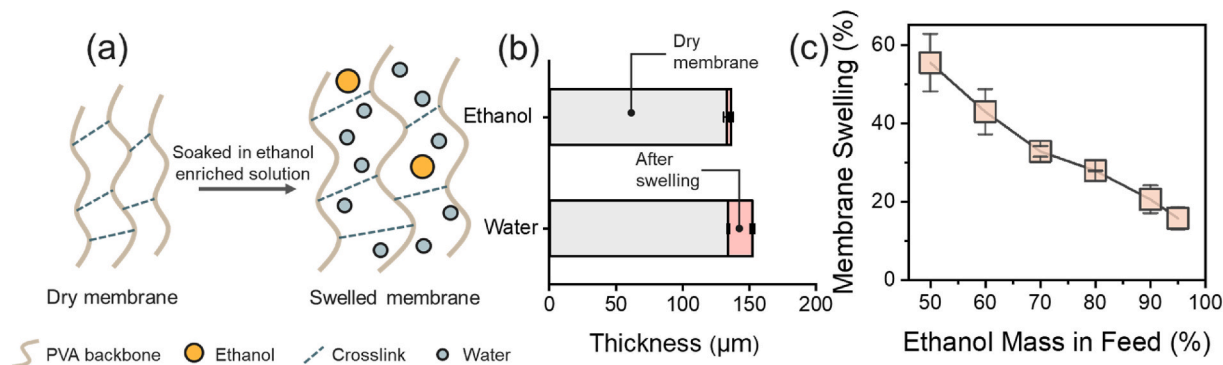 (a)
Soaked in ethanol
enriched solution
Dry membrane
Swelled membrane
PVA backbone
Ethanol
Crosslink
Water
(b)
Dry
membrane
Ethanol
After
swelling
Water
0
50
100
150
200
Thickness (μm)
(c)
Membrane Swelling (%)
60
40
20
0
50
60
70
80
90
100
Ethanol Mass in Feed (%)